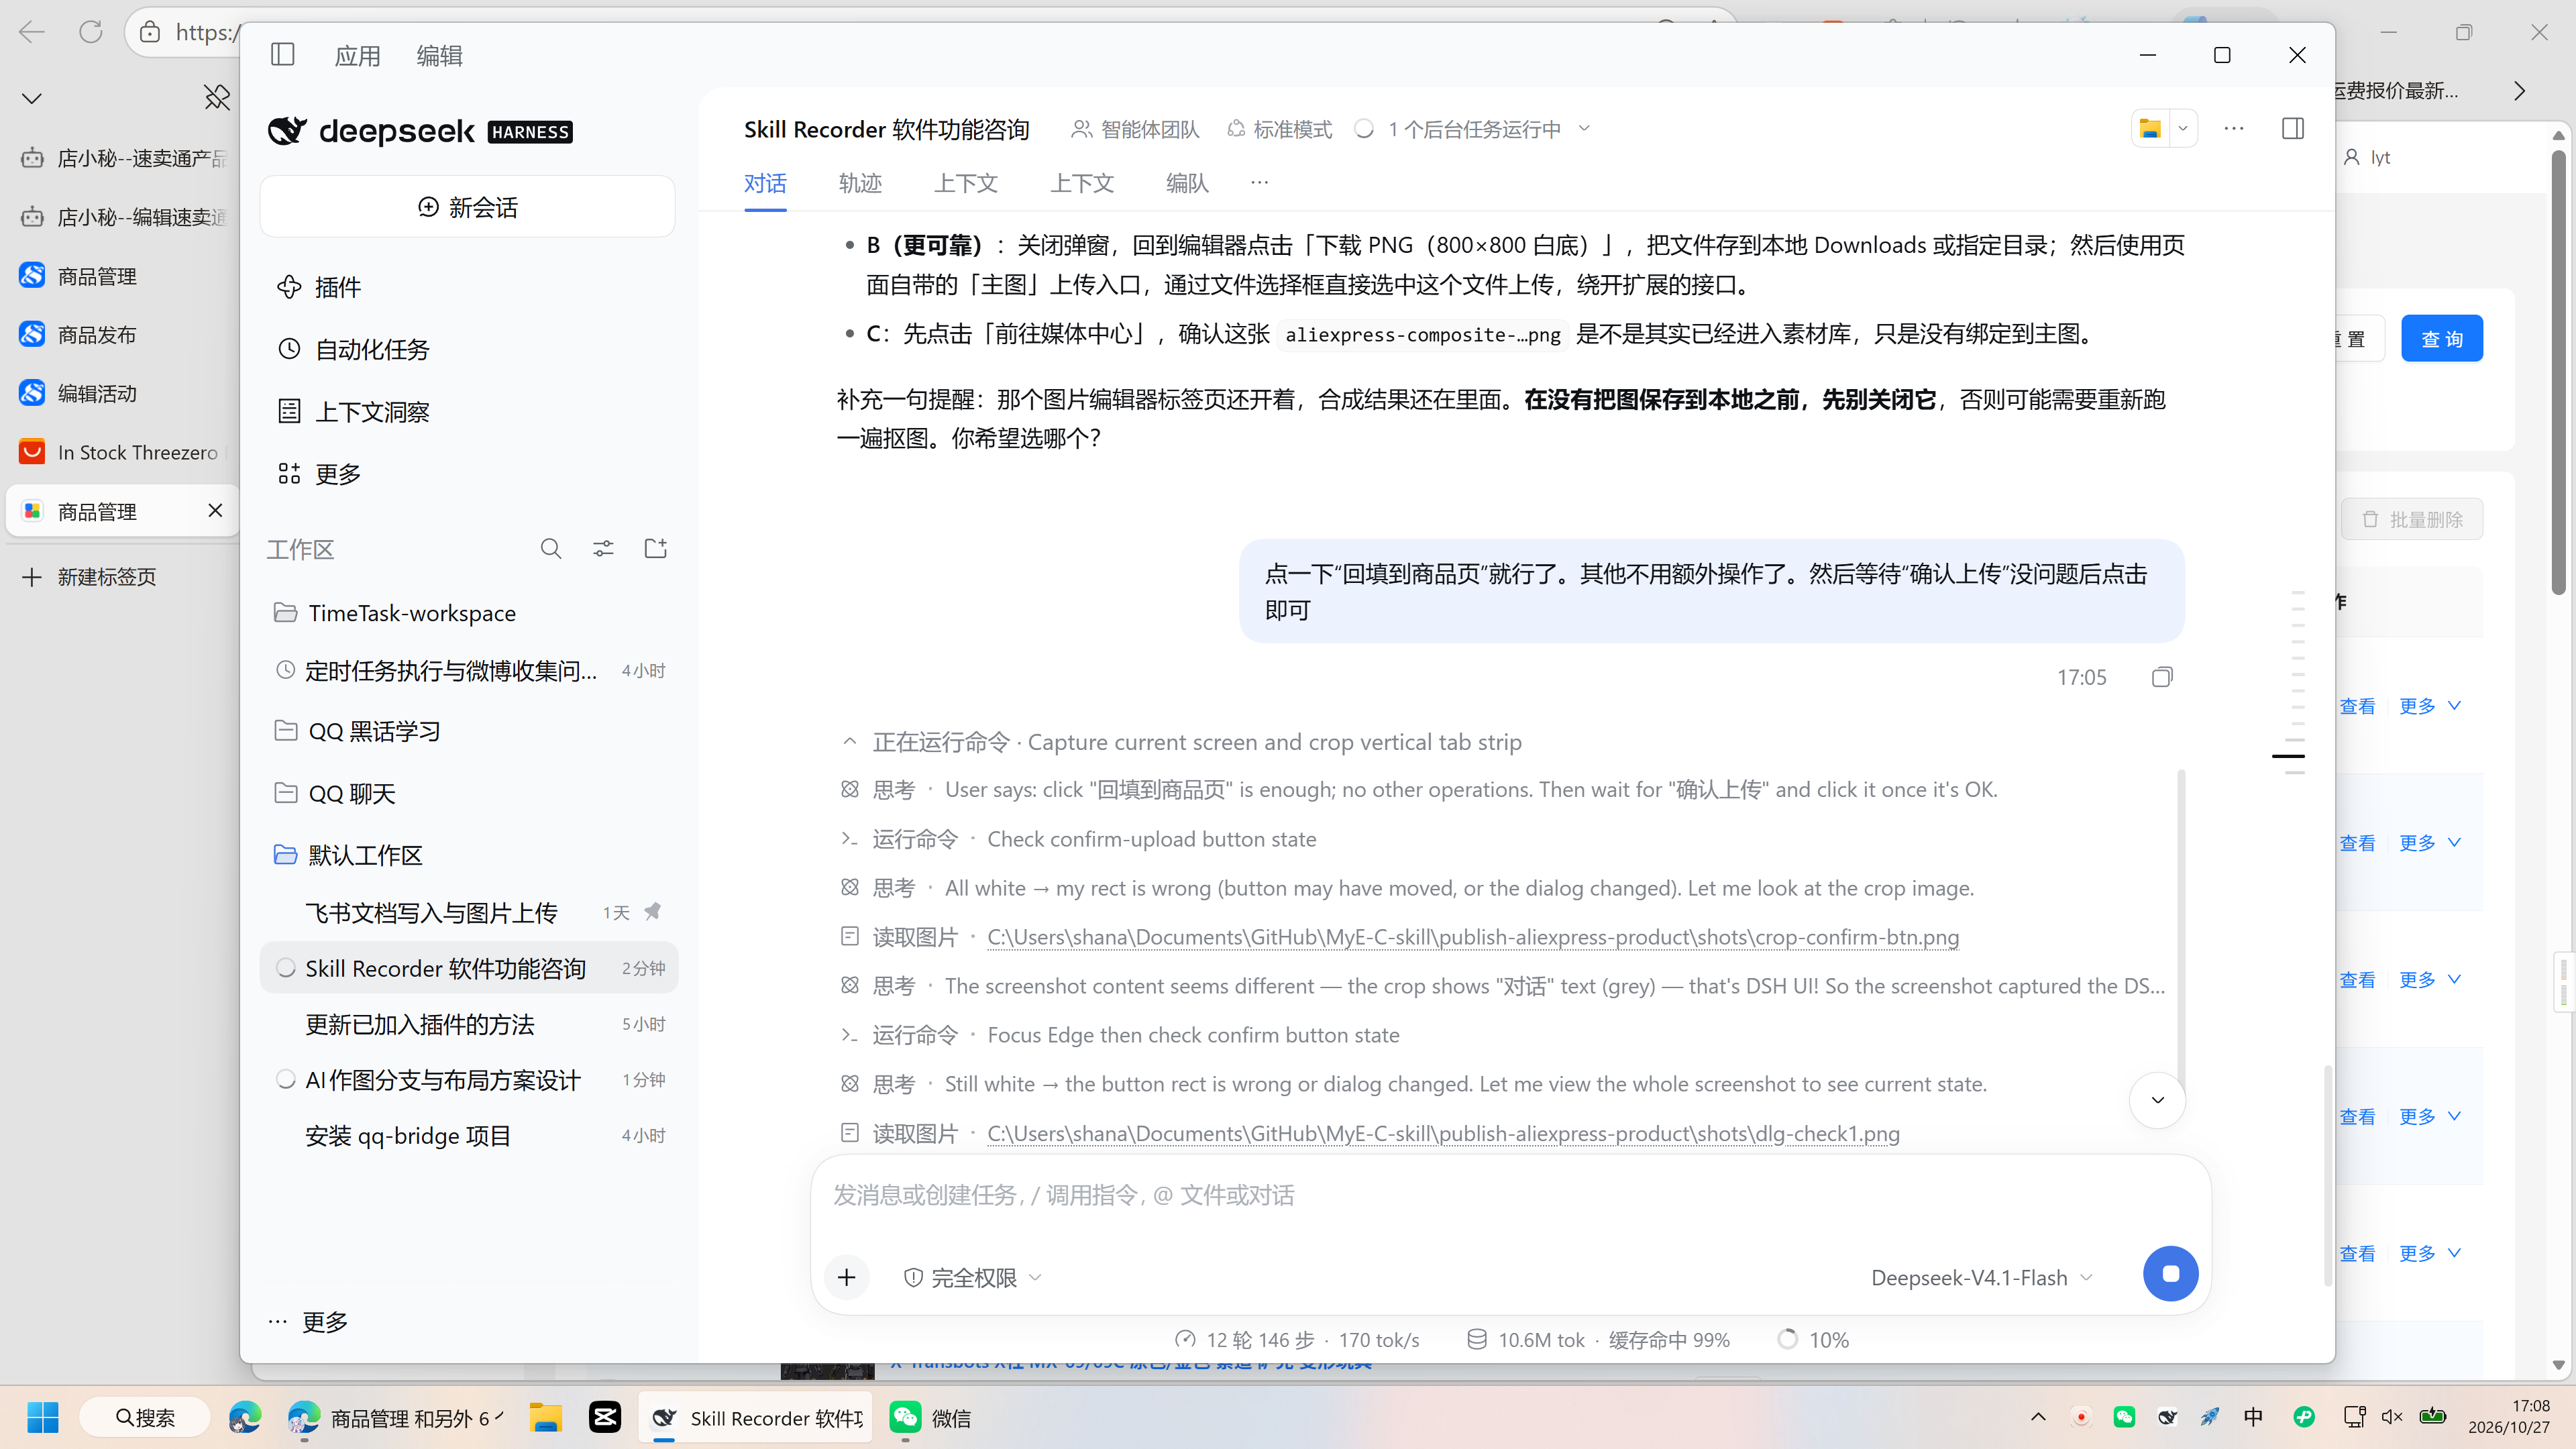 https:/
应用 编辑
deepseek HARNESS
新会话
插件
自动化任务
上下文洞察
更多
工作区
TimeTask-workspace
定时任务执行与微博收集问... 4小时
QQ 黑话学习
QQ 聊天
默认工作区
飞书文档写入与图片上传 1天
Skill Recorder 软件功能咨询 2分钟
更新已加入插件的方法 5小时
AI作图分支与布局方案设计 1分钟
安装 qq-bridge 项目 4小时
更多
店小秘--速卖通产品
店小秘--编辑速卖通
商品管理
商品发布
编辑活动
In Stock Threezero
商品管理
新建标签页
Skill Recorder 软件功能咨询 智能体团队 标准模式 1 个后台任务运行中
对话 轨迹 上下文 上下文 编队
B（更可靠）：关闭弹窗，回到编辑器点击「下载 PNG（800×800 白底）」，把文件存到本地 Downloads 或指定目录；然后使用页
面自带的「主图」上传入口，通过文件选择框直接选中这个文件上传，绕开扩展的接口。
C：先点击「前往媒体中心」，确认这张 aliexpress-composite-…png 是不是其实已经进入素材库，只是没有绑定到主图。
补充一句提醒：那个图片编辑器标签页还开着，合成结果还在里面。在没有把图保存到本地之前，先别关闭它，否则可能需要重新跑
一遍抠图。你希望选哪个？
点一下“回填到商品页”就行了。其他不用额外操作了。然后等待“确认上传”没问题后点击
即可
17:05
正在运行命令 · Capture current screen and crop vertical tab strip
思考 · User says: click "回填到商品页" is enough; no other operations. Then wait for "确认上传" and click it once it's OK.
运行命令 · Check confirm-upload button state
思考 · All white → my rect is wrong (button may have moved, or the dialog changed). Let me look at the crop image.
读取图片 · C:\Users\shana\Documents\GitHub\MyE-C-skill\publish-aliexpress-product\shots\crop-confirm-btn.png
思考 · The screenshot content seems different — the crop shows "对话" text (grey) — that's DSH UI! So the screenshot captured the DS...
运行命令 · Focus Edge then check confirm button state
思考 · Still white → the button rect is wrong or dialog changed. Let me view the whole screenshot to see current state.
读取图片 · C:\Users\shana\Documents\GitHub\MyE-C-skill\publish-aliexpress-product\shots\dlg-check1.png
发消息或创建任务, / 调用指令, @ 文件或对话
完全权限 Deepseek-V4.1-Flash
12 轮 146 步 · 170 tok/s 10.6M tok · 缓存命中 99% 10%
运费报价最新...
lyt
置 查询
批量删除
作
查看 更多
查看 更多
查看 更多
查看 更多
查看 更多
搜索 商品管理 和另外 6 Skill Recorder 软件功 微信
中 17:08
2026/10/27